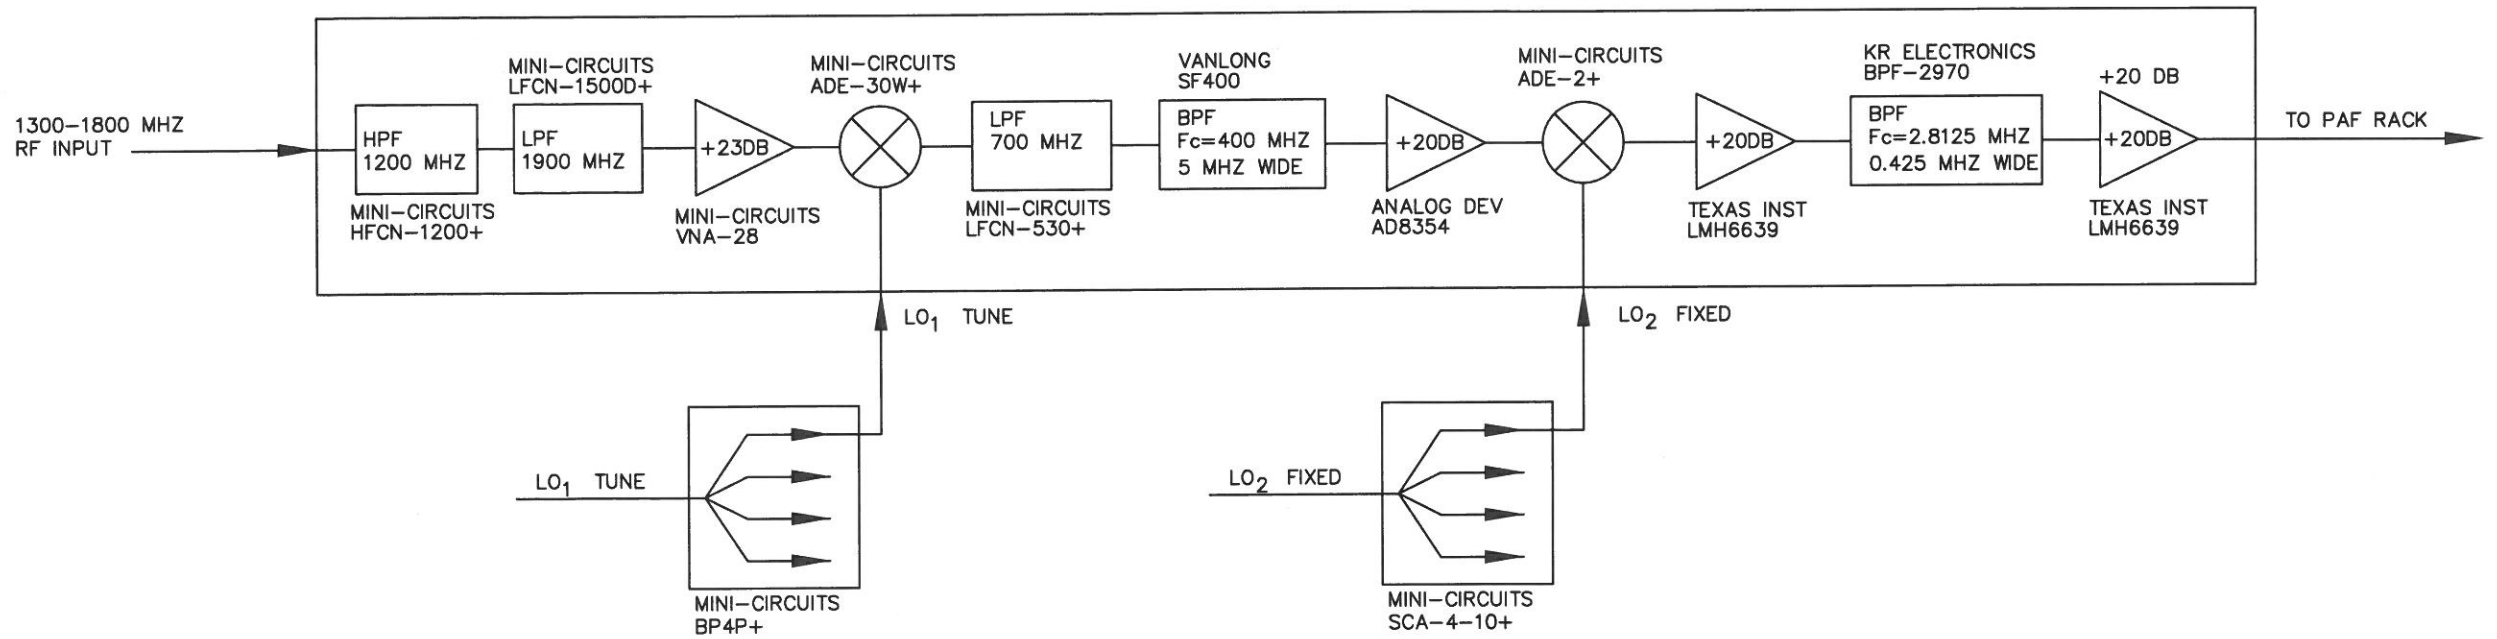 1300-1800 MHZ
RF INPUT
HPF
1200 MHZ
MINI-CIRCUITS
HFCN-1200+
MINI-CIRCUITS
LFCN-1500D+
LPF
1900 MHZ
+23DB
MINI-CIRCUITS
VNA-28
MINI-CIRCUITS
ADE-30W+
LPF
700 MHZ
MINI-CIRCUITS
LFCN-530+
VANLONG
SF400
BPF
Fc=400 MHZ
5 MHZ WIDE
+20DB
ANALOG DEV
AD8354
MINI-CIRCUITS
ADE-2+
+20DB
TEXAS INST
LMH6639
KR ELECTRONICS
BPF-2970
BPF
Fc=2.8125 MHZ
0.425 MHZ WIDE
+20 DB
+20DB
TEXAS INST
LMH6639
TO PAF RACK
LO1 TUNE
LO2 FIXED
LO1 TUNE
MINI-CIRCUITS
BP4P+
LO2 FIXED
MINI-CIRCUITS
SCA-4-10+